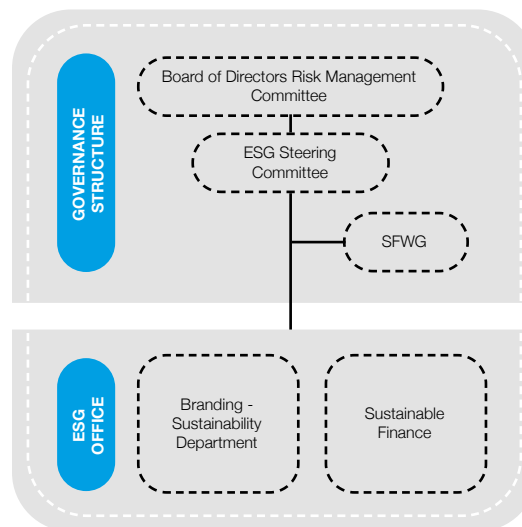 GOVERNANCE
STRUCTURE
Board of Directors Risk Management
Committee
ESG Steering
Committee
SFWG
ESG
OFFICE
Branding -
Sustainability
Department
Sustainable
Finance